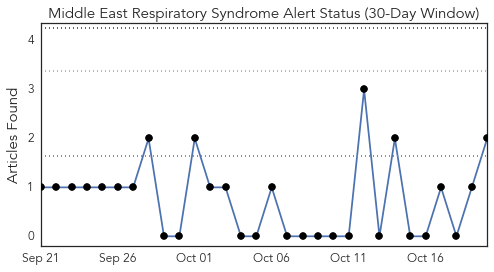 Middle East Respiratory Syndrome Alert Status (30-Day Window)
Articles Found
4
3
2
1
0
Sep 21
Sep 26
Oct 01
Oct 06
Oct 11
Oct 16